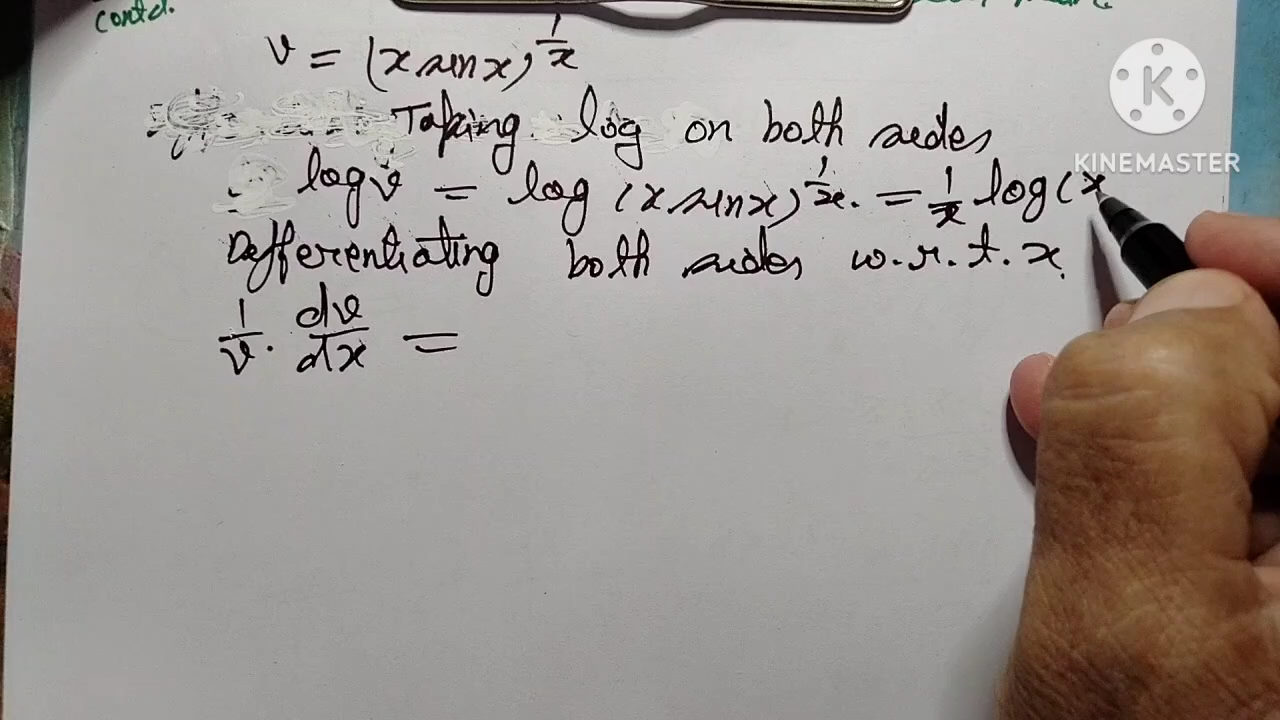 contd.
v = (x sin x)^(1/x)
Taking log on both sides
log v = log (x sin x)^(1/x). = 1/x log (x
Differentiating both sides w.r.t. x.
1/v . dv/dx =
K
KINEMASTER